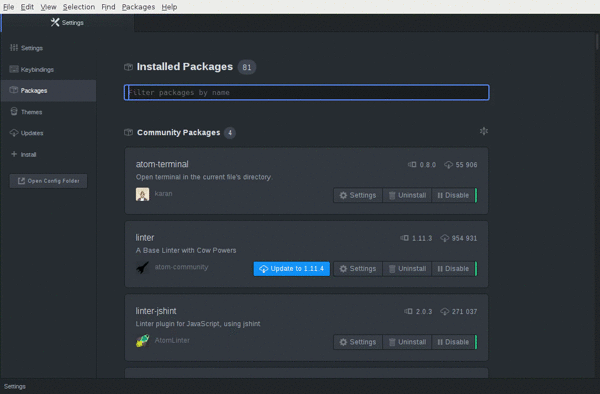 File Edit View Selection Find Packages Help
Settings
Settings
Keybindings
Packages
Themes
Updates
Install
Open Config Folder
Installed Packages 81
Filter packages by name
Community Packages 4
atom-terminal 0.8.0 55 906
Open terminal in the current file's directory
karan Settings Uninstall Disable
linter 1.11.3 954 931
A Base Linter with Cow Powers
atom-community Update to 1.11.4 Settings Uninstall Disable
linter-jshint 2.0.3 271 037
Linter plugin for JavaScript, using jshint
AtomLinter Settings Uninstall Disable
Settings